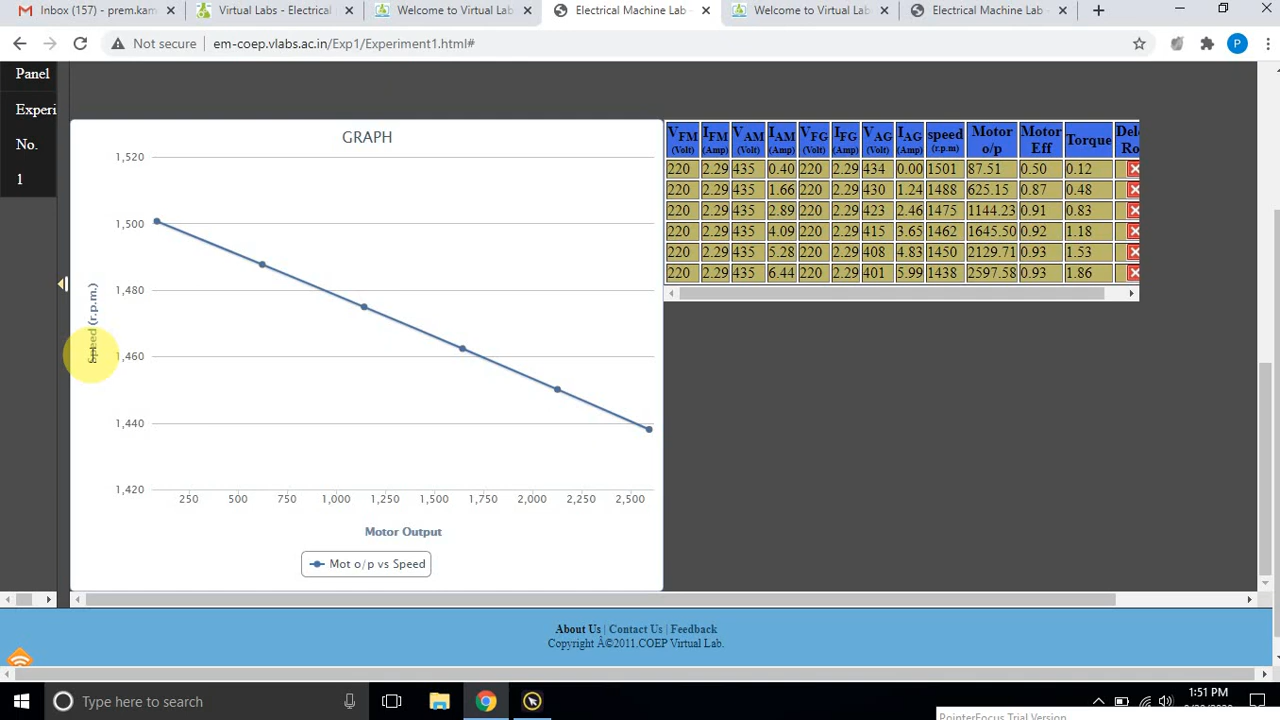 Inbox (157) - prem.kam
Virtual Labs - Electrical
Welcome to Virtual Lab
Electrical Machine Lab
Welcome to Virtual Lab
Electrical Machine Lab
Not secure
em-coep.vlabs.ac.in/Exp1/Experiment1.html#
P
Panel
Experi
No.
1
GRAPH
1,520
1,500
1,480
1,460
1,440
1,420
Speed (r.p.m.)
250 500 750 1,000 1,250 1,500 1,750 2,000 2,250 2,500
Motor Output
Mot o/p vs Speed
VFM (Volt) IFM (Amp) VAM (Volt) IAM (Amp) VFG (Volt) IFG (Amp) VAG (Volt) IAG (Amp) speed (r.p.m) Motor o/p Motor Eff Torque Dele Ro
220 2.29 435 0.40 220 2.29 434 0.00 1501 87.51 0.50 0.12
220 2.29 435 1.66 220 2.29 430 1.24 1488 625.15 0.87 0.48
220 2.29 435 2.89 220 2.29 423 2.46 1475 1144.23 0.91 0.83
220 2.29 435 4.09 220 2.29 415 3.65 1462 1645.50 0.92 1.18
220 2.29 435 5.28 220 2.29 408 4.83 1450 2129.71 0.93 1.53
220 2.29 435 6.44 220 2.29 401 5.99 1438 2597.58 0.93 1.86
About Us | Contact Us | Feedback
Copyright Â©2011.COEP Virtual Lab.
Type here to search
1:51 PM
PointerFocus Trial Version